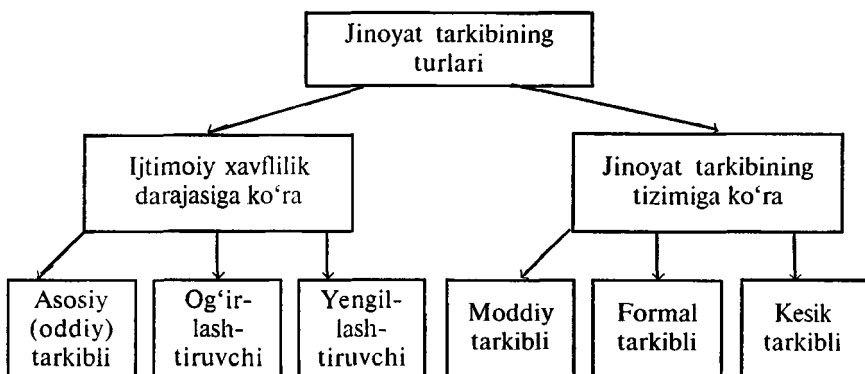 Jinoyat tarkibining
turlari
Ijtimoiy xavflilik
darajasiga ko‘ra
Jinoyat tarkibining
tizimiga ko‘ra
Asosiy
(oddiy)
tarkibli
Og‘ir-
lash-
tiruvchi
Yengil-
lash-
tiruvchi
Moddiy
tarkibli
Formal
tarkibli
Kesik
tarkibli